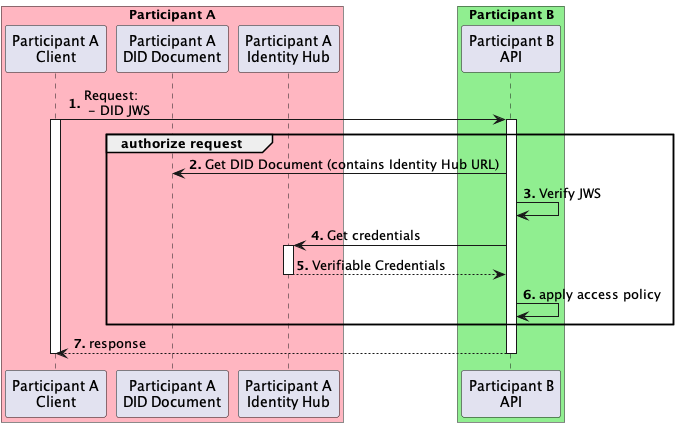 Participant A
Participant B
Participant A
Client
Participant A
DID Document
Participant A
Identity Hub
Participant B
API
1. Request:
- DID JWS
authorize request
2. Get DID Document (contains Identity Hub URL)
3. Verify JWS
4. Get credentials
5. Verifiable Credentials
6. apply access policy
7. response
Participant A
Client
Participant A
DID Document
Participant A
Identity Hub
Participant B
API